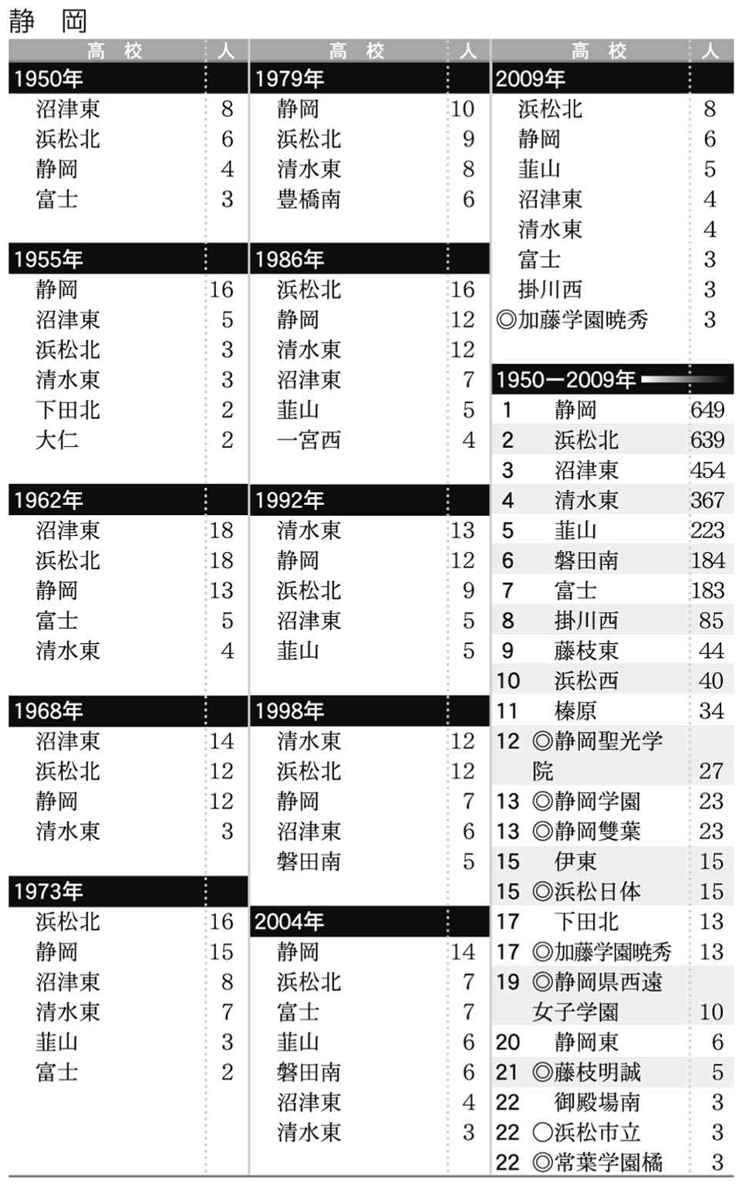 静岡
高校 人
1950年
沼津東 8
浜松北 6
静岡 4
富士 3
1955年
静岡 16
沼津東 5
浜松北 3
清水東 3
下田北 2
大仁 2
1962年
沼津東 18
浜松北 18
静岡 13
富士 5
清水東 4
1968年
沼津東 14
浜松北 12
静岡 12
清水東 3
1973年
浜松北 16
静岡 15
沼津東 8
清水東 7
韮山 3
富士 2
高校 人
1979年
静岡 10
浜松北 9
清水東 8
豊橋南 6
1986年
浜松北 16
静岡 12
清水東 12
沼津東 7
韮山 5
一宮西 4
1992年
清水東 13
静岡 12
浜松北 9
沼津東 5
韮山 5
1998年
清水東 12
浜松北 12
静岡 7
沼津東 6
磐田南 5
2004年
静岡 14
浜松北 7
富士 7
韮山 6
磐田南 6
沼津東 4
清水東 3
高校 人
2009年
浜松北 8
静岡 6
韮山 5
沼津東 4
清水東 4
富士 3
掛川西 3
◎加藤学園暁秀 3
1950ー2009年
1 静岡 649
2 浜松北 639
3 沼津東 454
4 清水東 367
5 韮山 223
6 磐田南 184
7 富士 183
8 掛川西 85
9 藤枝東 44
10 浜松西 40
11 榛原 34
12 ◎静岡聖光学
院 27
13 ◎静岡学園 23
13 ◎静岡雙葉 23
15 伊東 15
15 ◎浜松日体 15
17 下田北 13
17 ◎加藤学園暁秀 13
19 ◎静岡県西遠
女子学園 10
20 静岡東 6
21 ◎藤枝明誠 5
22 御殿場南 3
22 〇浜松市立 3
22 ◎常葉学園橘 3